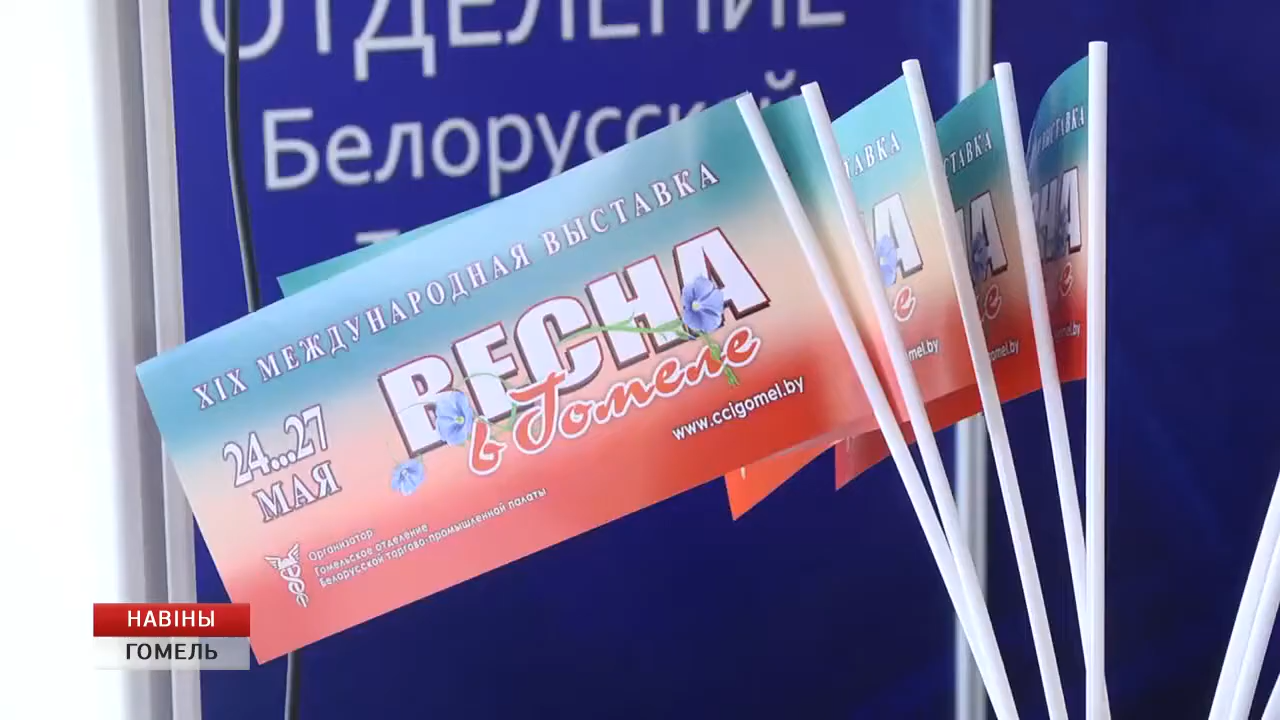 ОТДЕЛЕНИЕ
Белорусской
XIX МЕЖДУНАРОДНАЯ ВЫСТАВКА
ВЕСНА
в Гомеле
www.ccigomel.by
24...27
МАЯ
Организатор:
Гомельское отделение
Белорусской торгово-промышленной палаты
НАВІНЫ
ГОМЕЛЬ